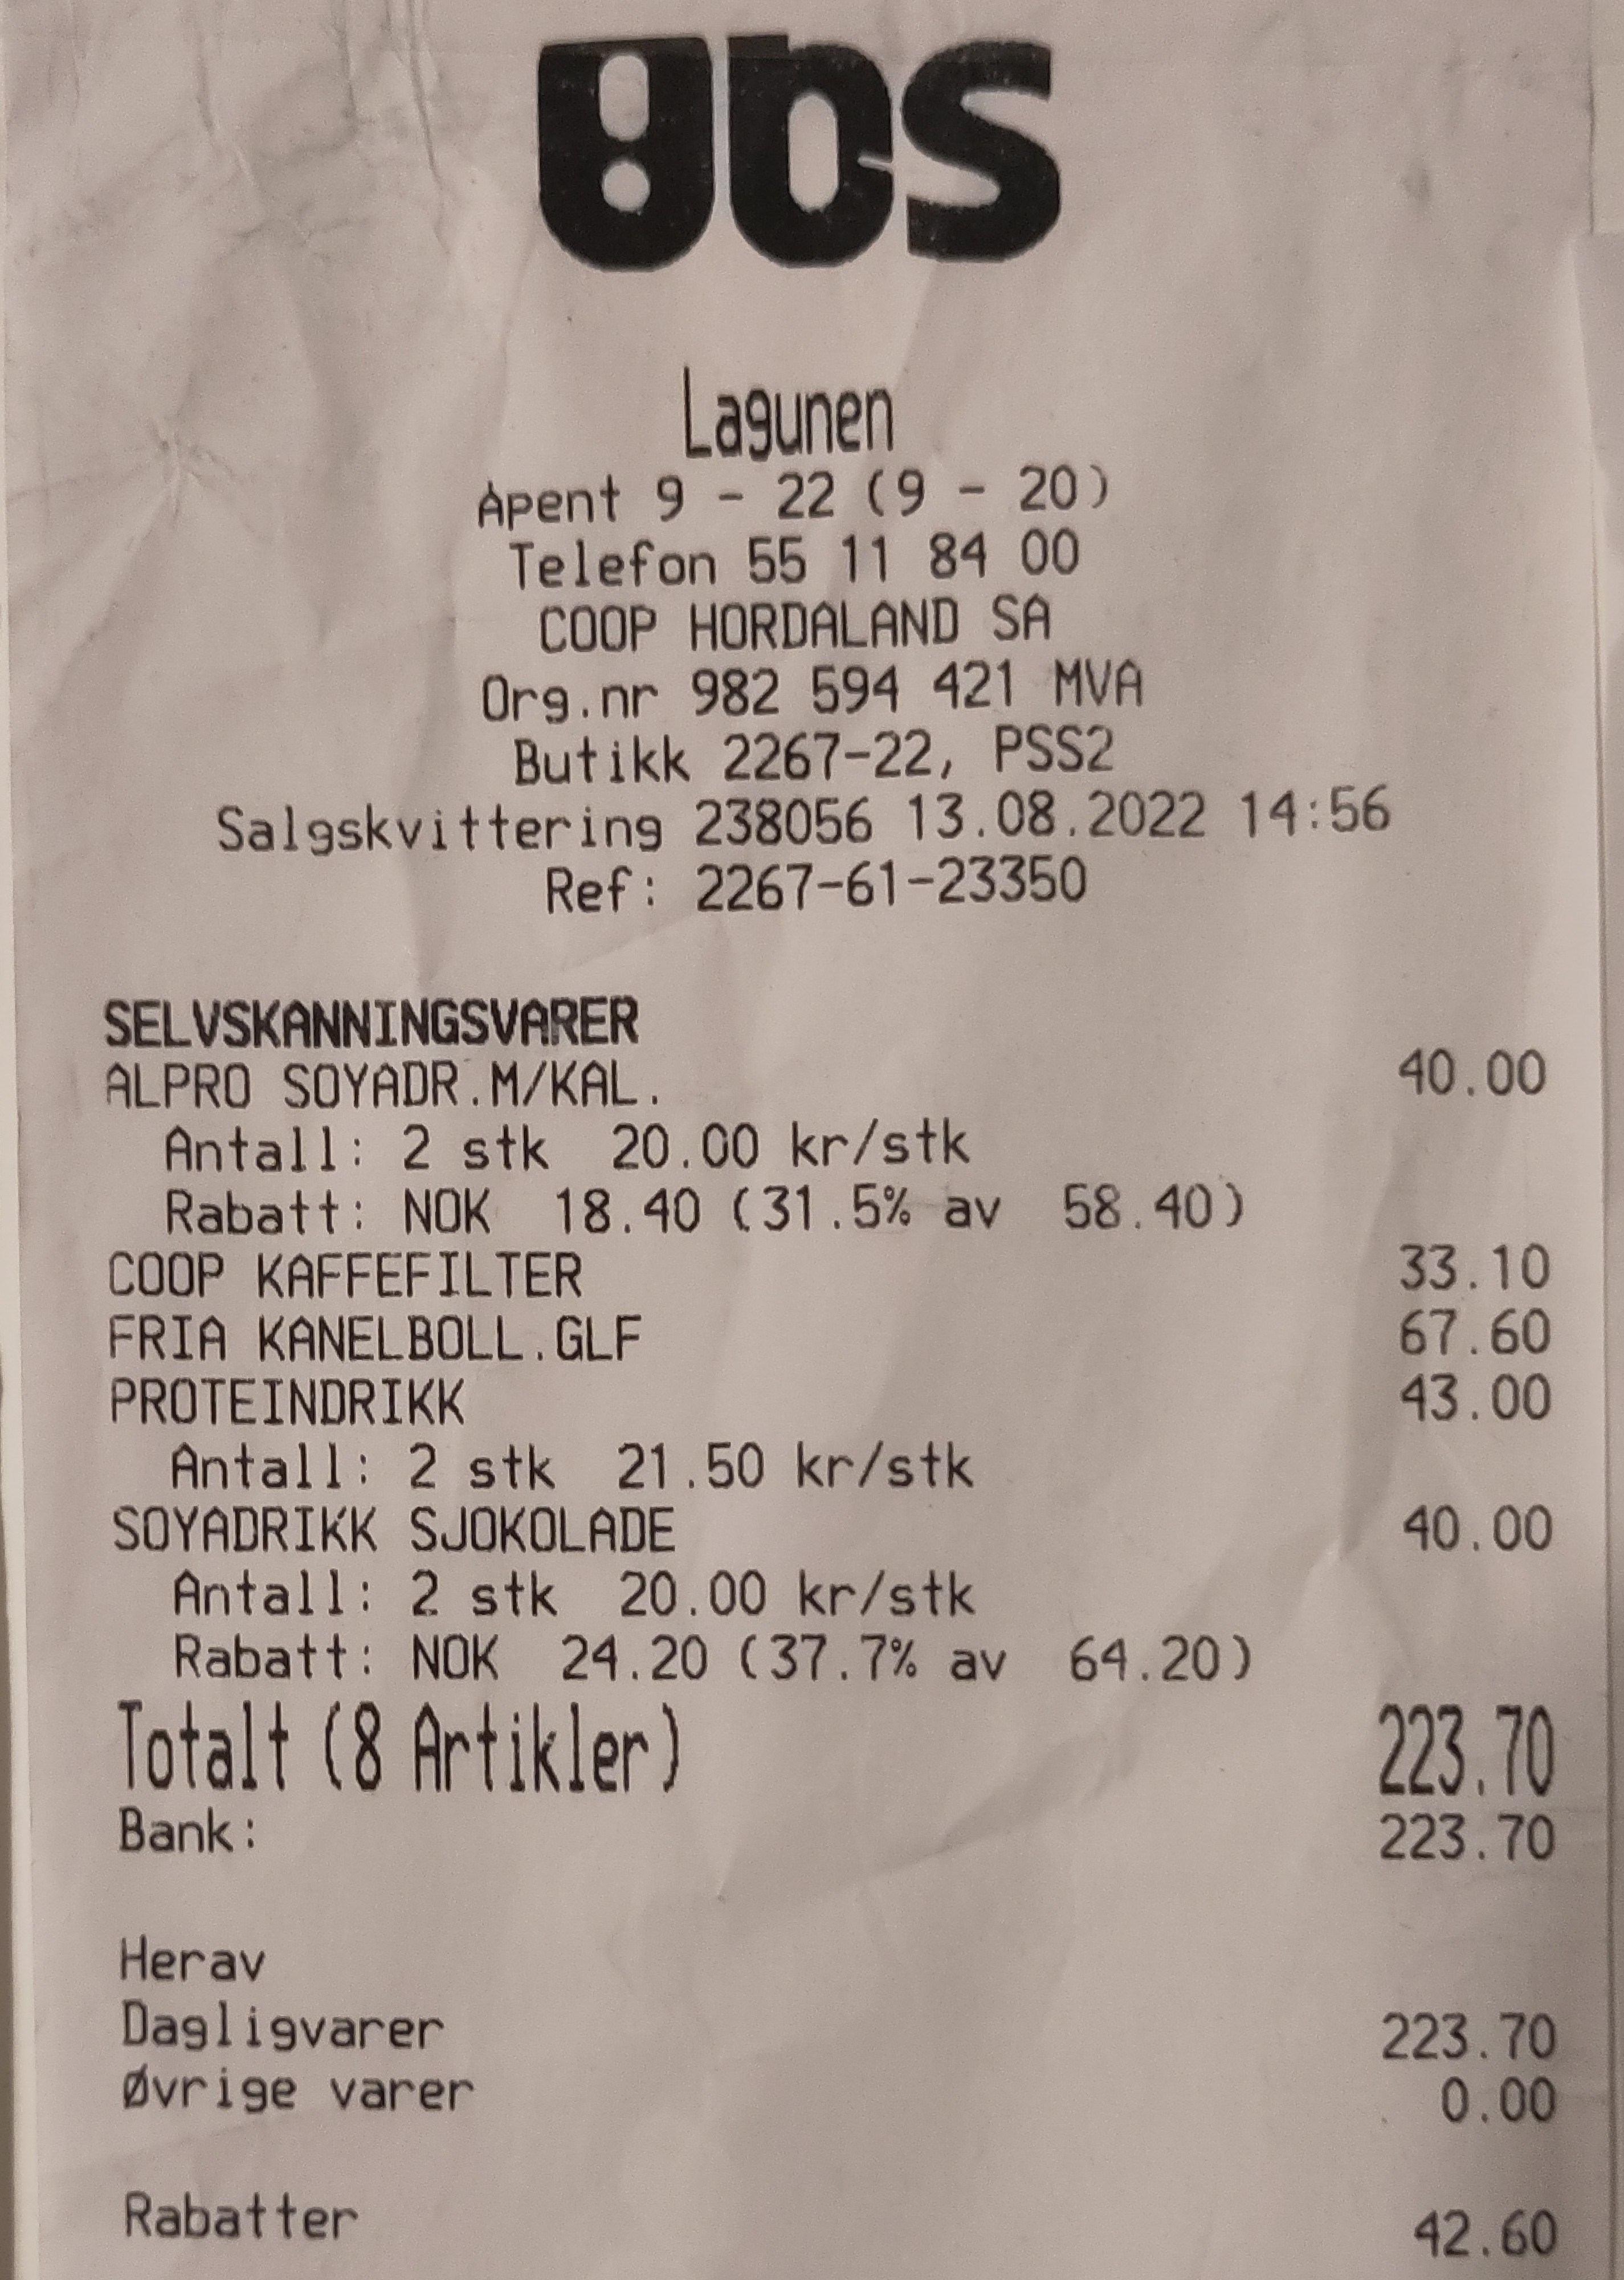 obs
Lagunen
Åpent 9 - 22 (9 - 20)
Telefon 55 11 84 00
COOP HORDALAND SA
Org.nr 982 594 421 MVA
Butikk 2267-22, PSS2
Salgskvittering 238056 13.08.2022 14:56
Ref: 2267-61-23350
SELVSKANNINGSVARER
ALPRO SOYADR.M/KAL. 40.00
Antall: 2 stk 20.00 kr/stk
Rabatt: NOK 18.40 (31.5% av 58.40)
COOP KAFFEFILTER 33.10
FRIA KANELBOLL.GLF 67.60
PROTEINDRIKK 43.00
Antall: 2 stk 21.50 kr/stk
SOYADRIKK SJOKOLADE 40.00
Antall: 2 stk 20.00 kr/stk
Rabatt: NOK 24.20 (37.7% av 64.20)
Totalt (8 Artikler) 223.70
Bank: 223.70
Herav
Dagligvarer 223.70
Øvrige varer 0.00
Rabatter 42.60